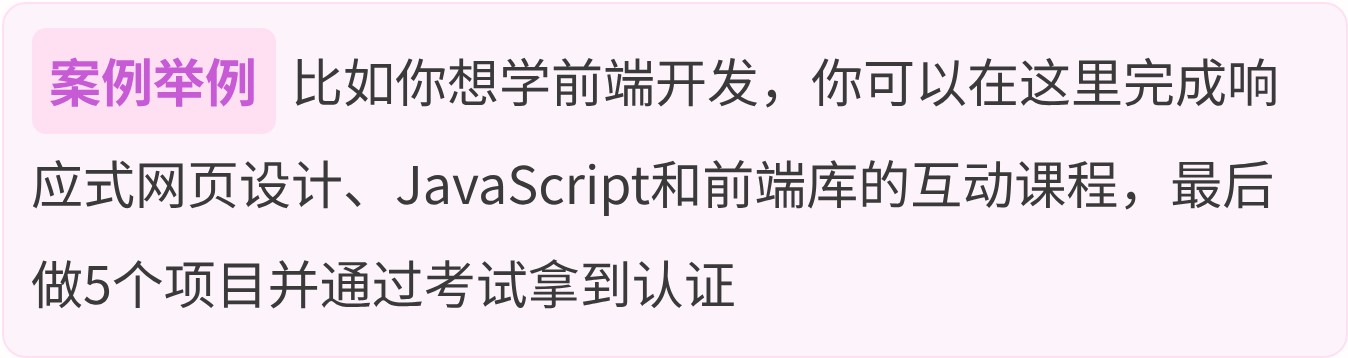 案例举例 比如你想学前端开发，你可以在这里完成响
应式网页设计、JavaScript和前端库的互动课程，最后
做5个项目并通过考试拿到认证